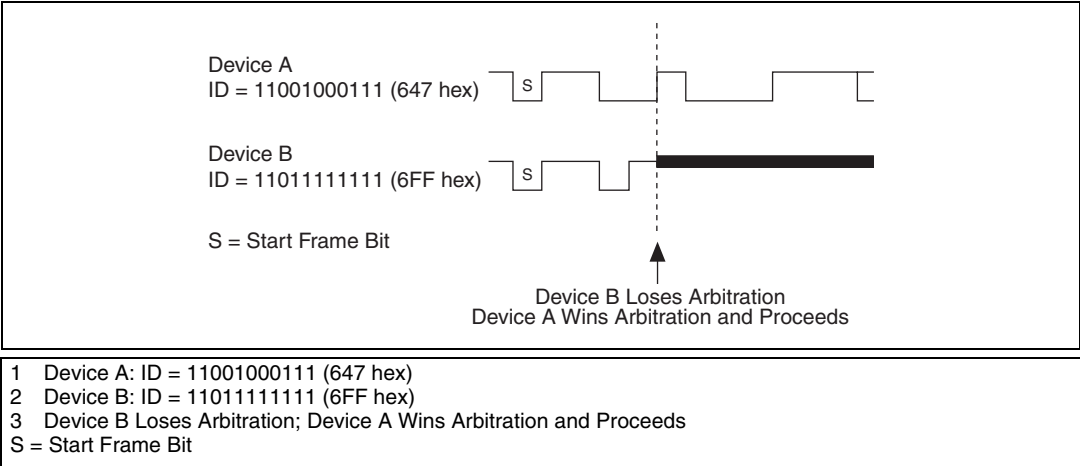 Device A
ID = 11001000111 (647 hex)
S
Device B
ID = 11011111111 (6FF hex)
S
S = Start Frame Bit
Device B Loses Arbitration
Device A Wins Arbitration and Proceeds
1 Device A: ID = 11001000111 (647 hex)
2 Device B: ID = 11011111111 (6FF hex)
3 Device B Loses Arbitration; Device A Wins Arbitration and Proceeds
S = Start Frame Bit